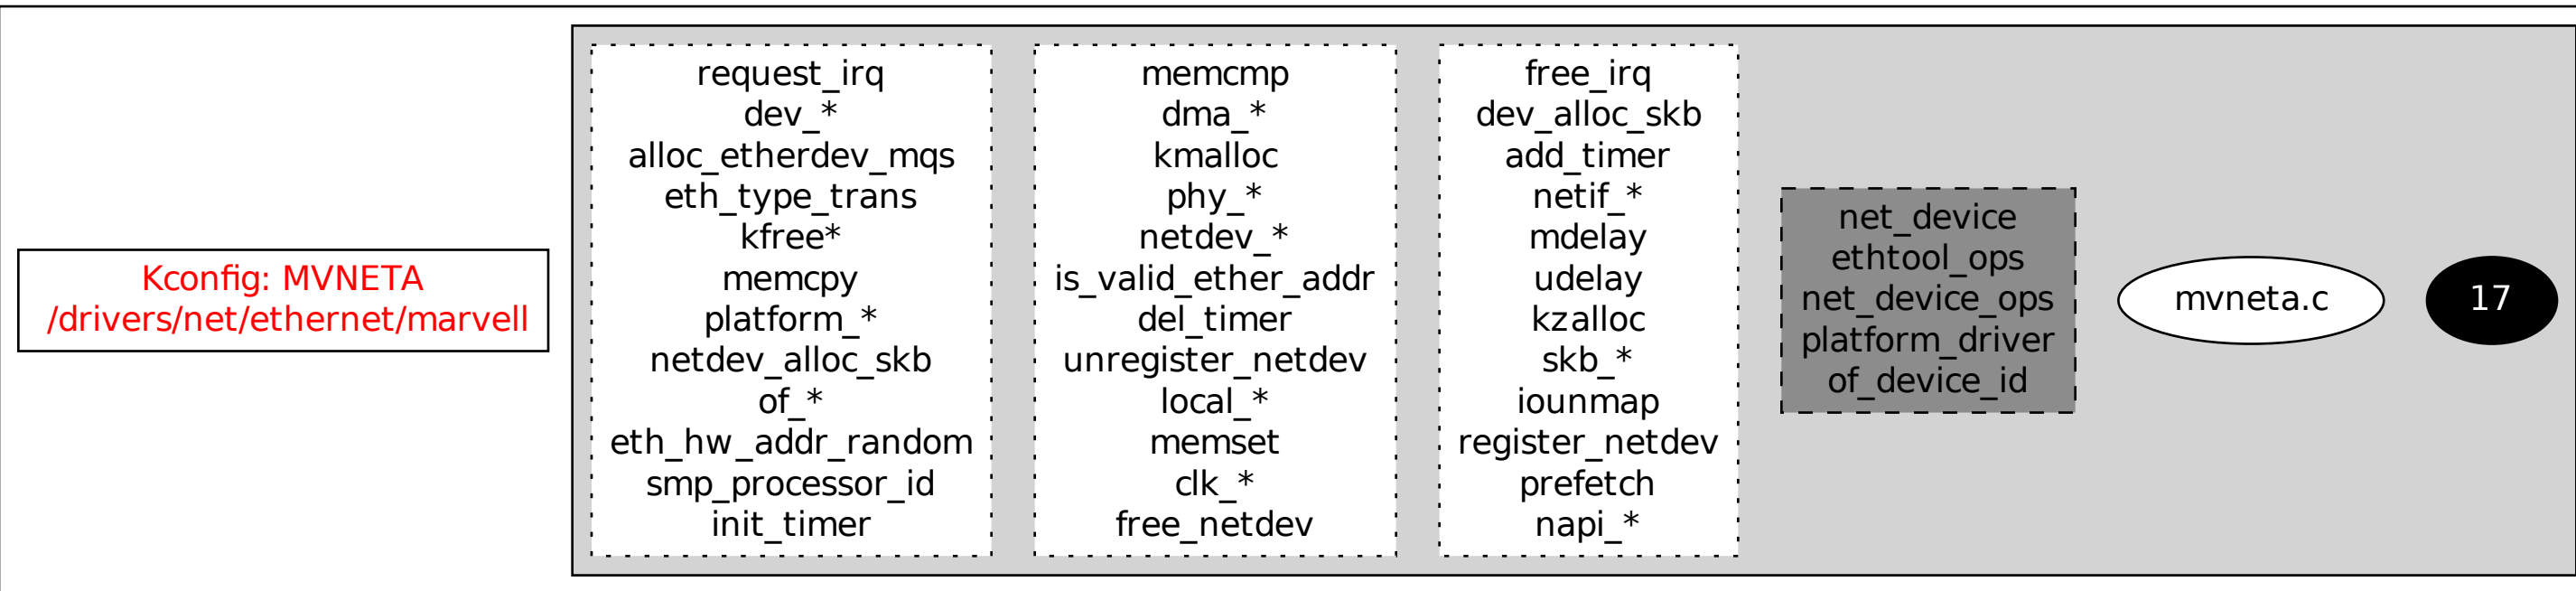 Kconfig: MVNETA
/drivers/net/ethernet/marvell
request_irq
dev_*
alloc_etherdev_mqs
eth_type_trans
kfree*
memcpy
platform_*
netdev_alloc_skb
of_*
eth_hw_addr_random
smp_processor_id
init_timer
memcmp
dma_*
kmalloc
phy_*
netdev_*
is_valid_ether_addr
del_timer
unregister_netdev
local_*
memset
clk_*
free_netdev
free_irq
dev_alloc_skb
add_timer
netif_*
mdelay
udelay
kzalloc
skb_*
iounmap
register_netdev
prefetch
napi_*
net_device
ethtool_ops
net_device_ops
platform_driver
of_device_id
mvneta.c
17